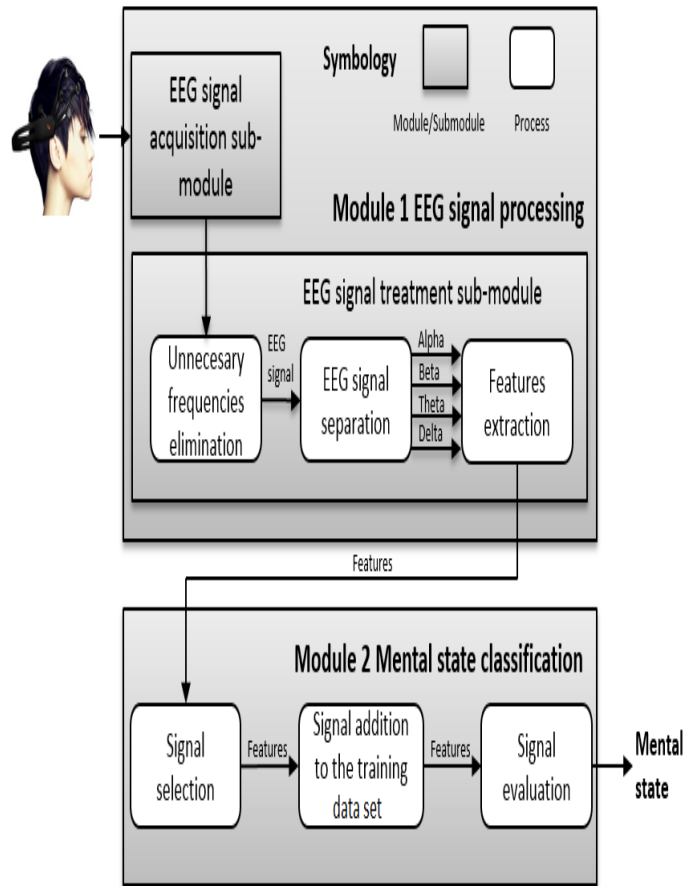 Symbology
Module/Submodule
Process
EEG signal
acquisition sub-
module
Module 1 EEG signal processing
EEG signal treatment sub-module
Unnecesary
frequencies
elimination
EEG
signal
EEG signal
separation
Alpha
Beta
Theta
Delta
Features
extraction
Features
Module 2 Mental state classification
Signal
selection
Features
Signal addition
to the training
data set
Features
Signal
evaluation
Mental
state